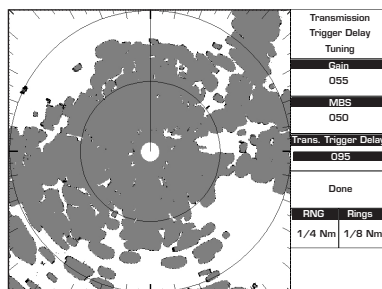 Transmission
Trigger Delay
Tuning
Gain
055
MBS
050
Trans. Trigger Delay
095
Done
RNG Rings
1/4 Nm 1/8 Nm